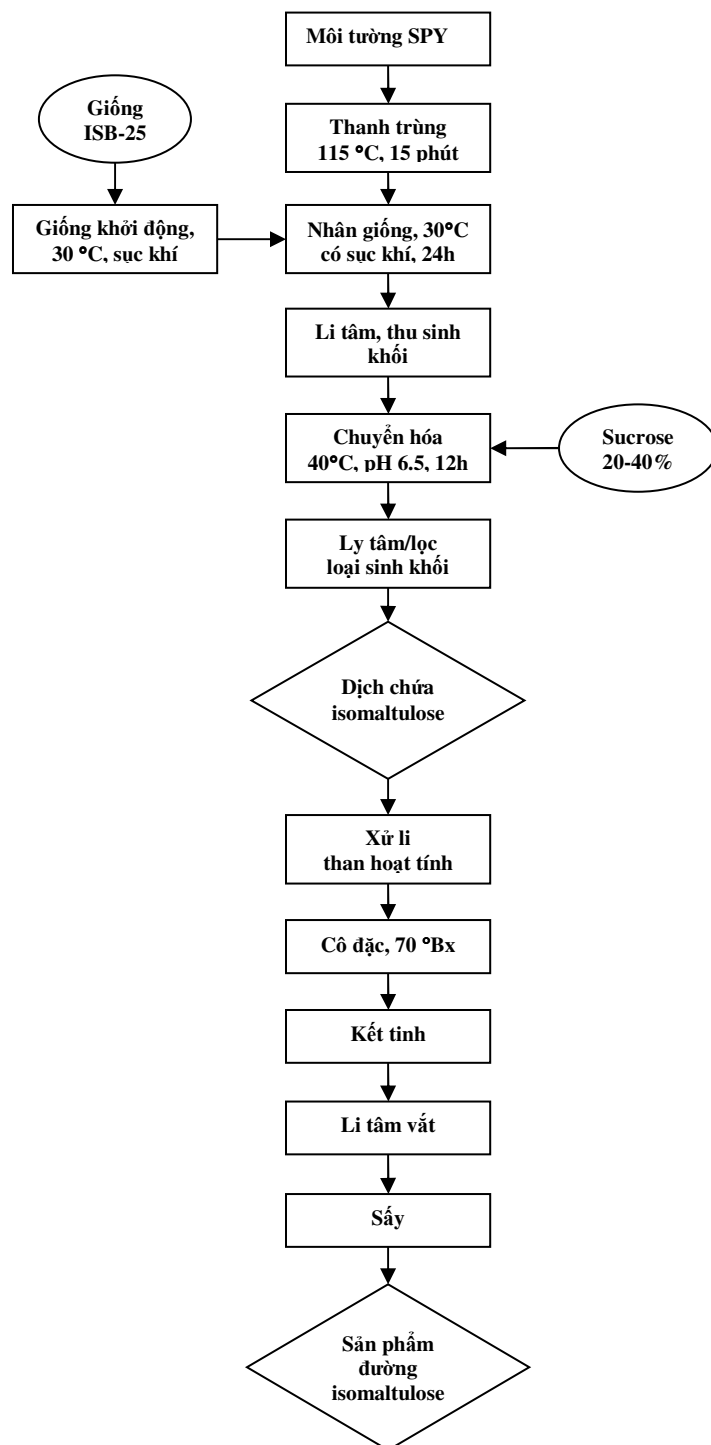 Môi tường SPY
Giống
ISB-25
Thanh trùng
115 °C, 15 phút
Giống khởi động,
30 °C, sục khí
Nhân giống, 30°C
có sục khí, 24h
Li tâm, thu sinh
khối
Chuyển hóa
40°C, pH 6.5, 12h
Sucrose
20-40%
Ly tâm/lọc
loại sinh khối
Dịch chứa
isomaltulose
Xử li
than hoạt tính
Cô đặc, 70 °Bx
Kết tinh
Li tâm vắt
Sấy
Sản phẩm
đường
isomaltulose